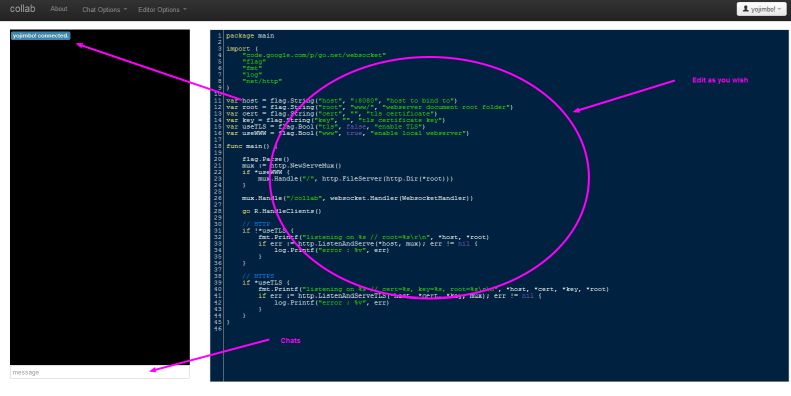 collab About Chat Options Editor Options yojimbo!
yojimbo! connected.
1 package main
2
3 import (
4 "code.google.com/p/go.net/websocket"
5 "flag"
6 "fmt"
7 "log"
8 "net/http"
9 )
10
11 var host = flag.String("host", ":8080", "host to bind to")
12 var root = flag.String("root", "www/", "webserver document root folder")
13 var cert = flag.String("cert", "", "tls certificate")
14 var key = flag.String("key", "", "tls certificate key")
15 var useTLS = flag.Bool("tls", false, "enable TLS")
16 var useWWW = flag.Bool("www", true, "enable local webserver")
17
18 func main() {
19
20 flag.Parse()
21 mux := http.NewServeMux()
22 if *useWWW {
23 mux.Handle("/", http.FileServer(http.Dir(*root)))
24 }
25
26 mux.Handle("/collab", websocket.Handler(WebsocketHandler))
27
28 go R.HandleClients()
29
30 // HTTP
31 if !*useTLS {
32 fmt.Printf("listening on %s // root=%s\r\n", *host, *root)
33 if err := http.ListenAndServe(*host, mux); err != nil {
34 log.Printf("error : %v", err)
35 }
36 }
37
38 // HTTPS
39 if *useTLS {
40 fmt.Printf("listening on %s // cert=%s, key=%s, root=%s\r\n", *host, *cert, *key, *root)
41 if err := http.ListenAndServeTLS(*host, *cert, *key, mux); err != nil {
42 log.Printf("error : %v", err)
43 }
44 }
45 }
46
Edit as you wish
Chats
message